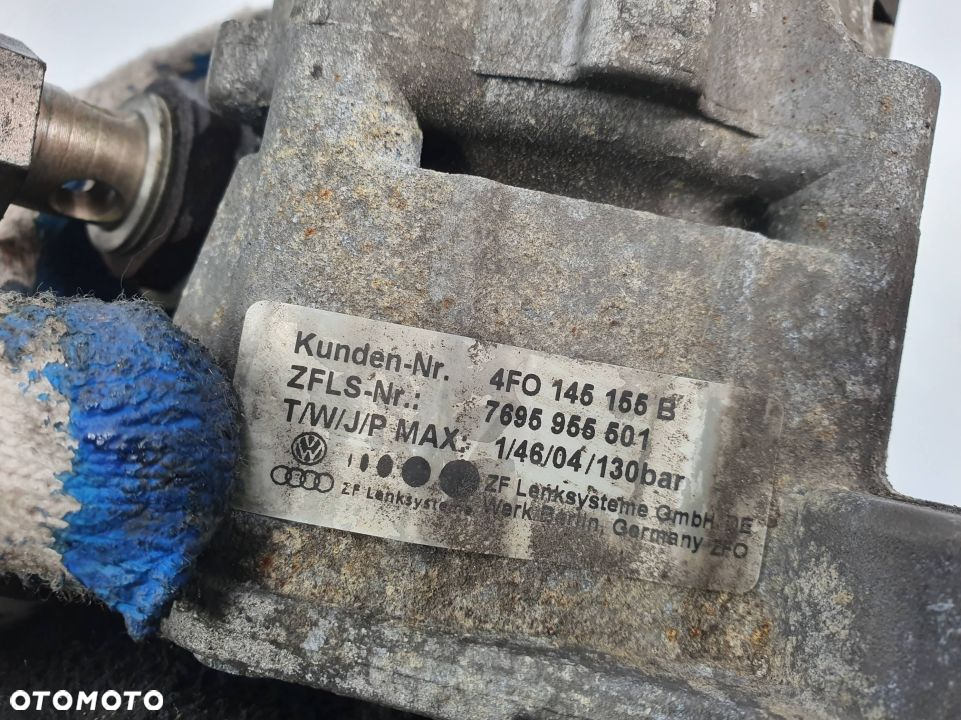 Kunden-Nr. 4FO 145 155 B
ZFLS-Nr.: 7695 955 501
T/W/J/P MAX: 1/46/04/130bar
ZF Lenksysteme GmbH DE
ZF Lenksysteme Werk Berlin, Germany ZFO
OTOMOTO